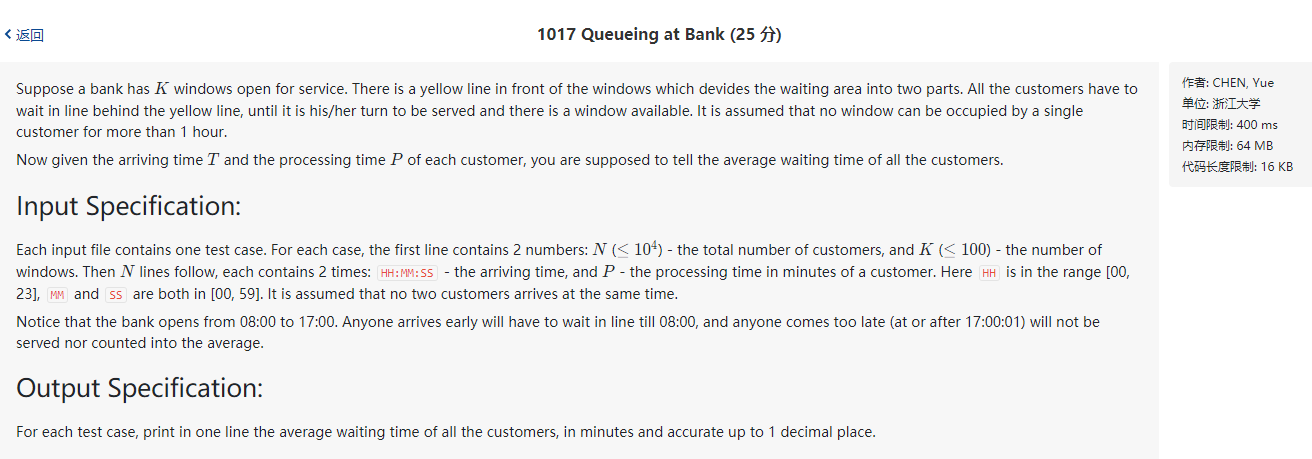 返回
1017 Queueing at Bank (25 分)
Suppose a bank has K windows open for service. There is a yellow line in front of the windows which devides the waiting area into two parts. All the customers have to
wait in line behind the yellow line, until it is his/her turn to be served and there is a window available. It is assumed that no window can be occupied by a single
customer for more than 1 hour.
Now given the arriving time T and the processing time P of each customer, you are supposed to tell the average waiting time of all the customers.
Input Specification:
Each input file contains one test case. For each case, the first line contains 2 numbers: N (≤ 10⁴) - the total number of customers, and K (≤ 100) - the number of
windows. Then N lines follow, each contains 2 times: HH:MM:SS - the arriving time, and P - the processing time in minutes of a customer. Here HH is in the range [00,
23], MM and SS are both in [00, 59]. It is assumed that no two customers arrives at the same time.
Notice that the bank opens from 08:00 to 17:00. Anyone arrives early will have to wait in line till 08:00, and anyone comes too late (at or after 17:00:01) will not be
served nor counted into the average.
Output Specification:
For each test case, print in one line the average waiting time of all the customers, in minutes and accurate up to 1 decimal place.
作者: CHEN, Yue
单位: 浙江大学
时间限制: 400 ms
内存限制: 64 MB
代码长度限制: 16 KB